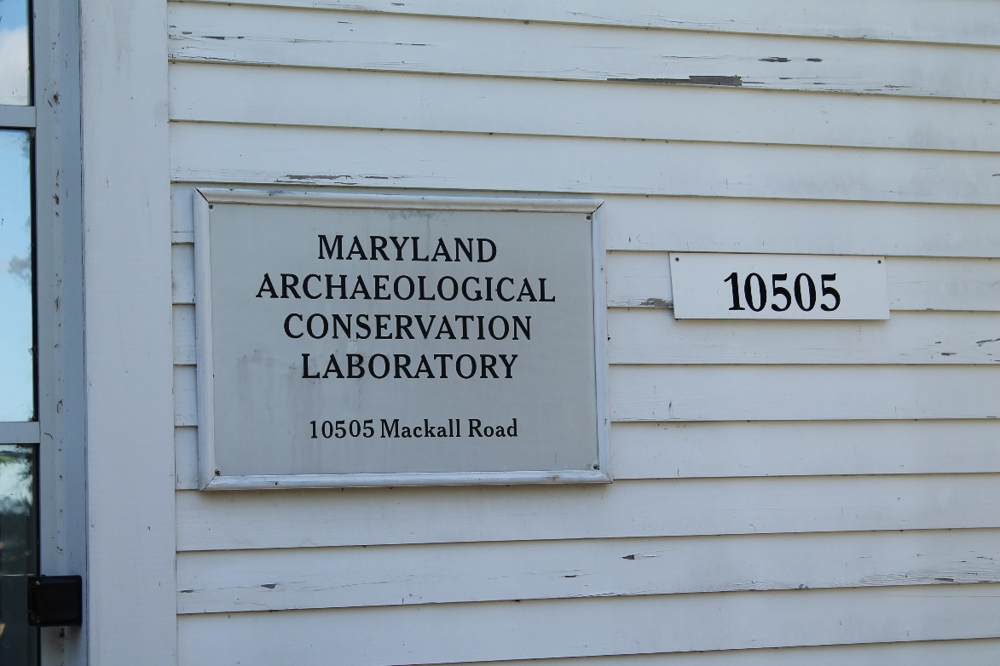 MARYLAND
ARCHAEOLOGICAL
CONSERVATION
LABORATORY
10505 Mackall Road
10505